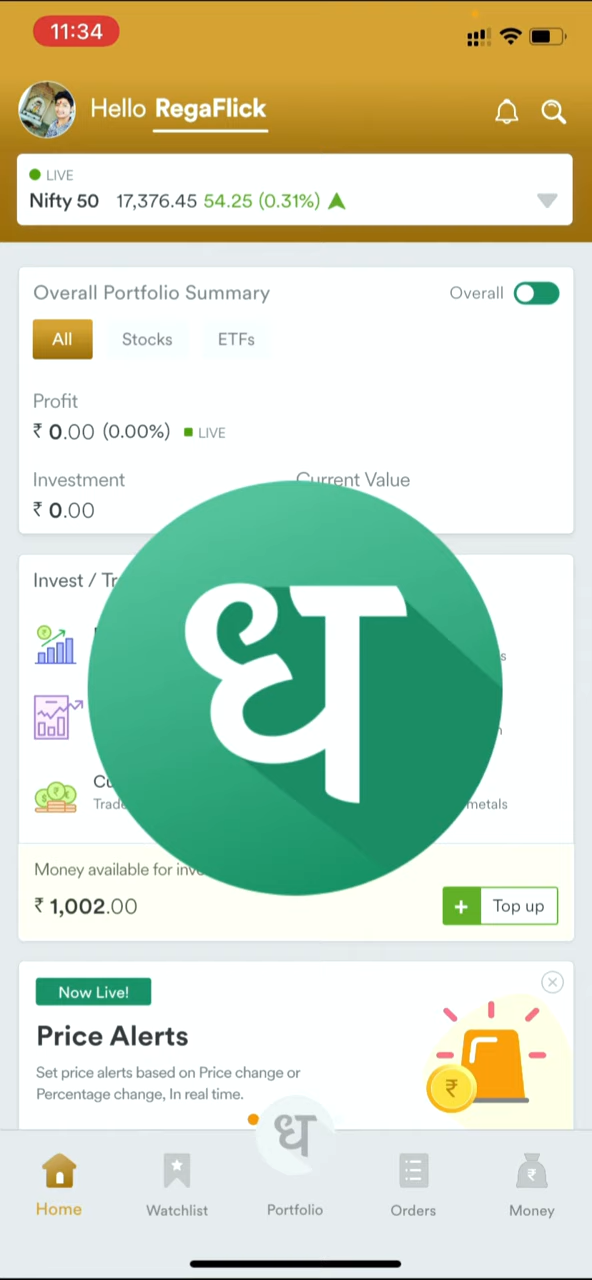 11:34
Hello RegaFlick
LIVE
Nifty 50 17,376.45 54.25 (0.31%)
Overall Portfolio Summary Overall
All Stocks ETFs
Profit
₹ 0.00 (0.00%) LIVE
Investment Current Value
₹ 0.00
Invest /
ध
metals
Money available for
₹ 1,002.00 + Top up
Now Live!
Price Alerts
Set price alerts based on Price change or
Percentage change, In real time.
₹
ध
Home Watchlist Portfolio Orders Money